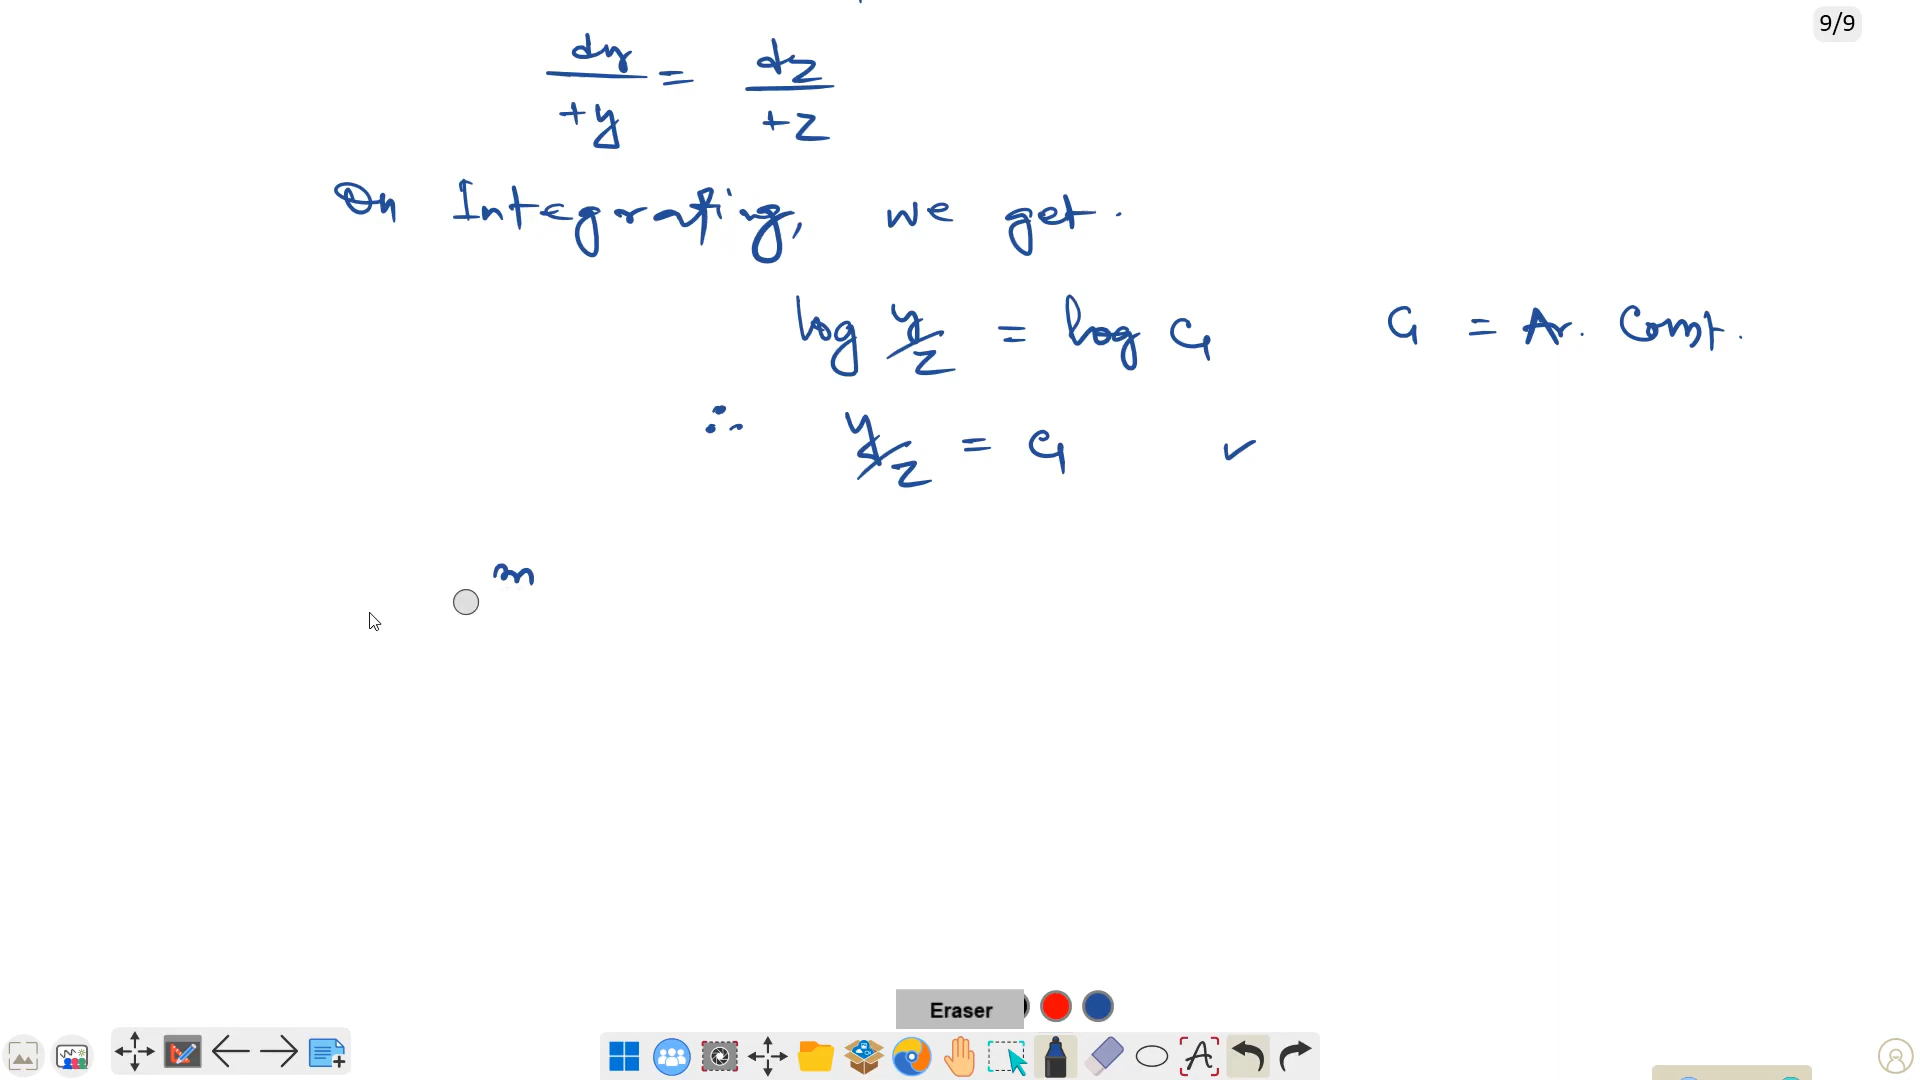 9/9
dy/+y = dz/+z
On Integrating, we get.
log y/z = log C₁ C₁ = Ar. Const.
∴ y/z = C₁ ✓
Eraser